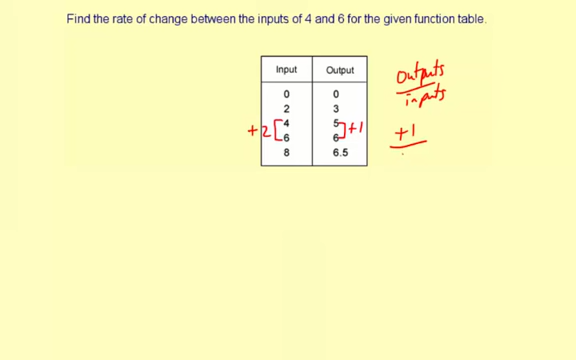 Find the rate of change between the inputs of 4 and 6 for the given function table.
Input Output
0 0
2 3
4 5
6 6
8 6.5
+2 [ ] +1
outputs
inputs
+1